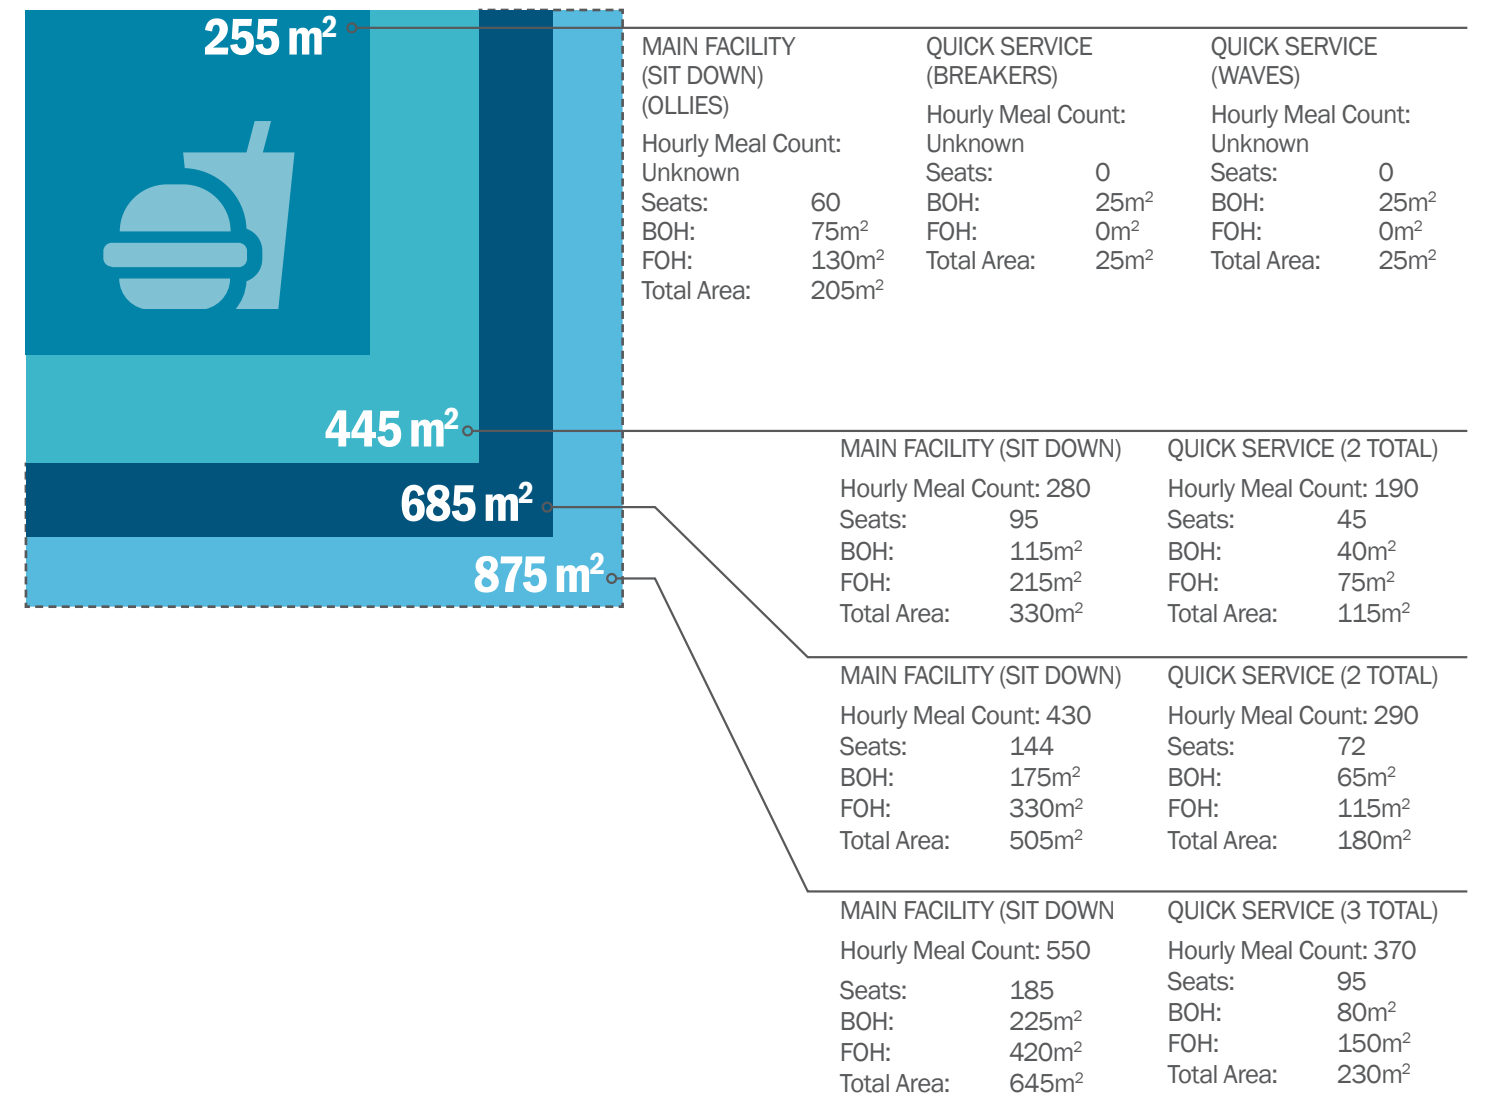 255 m²
445 m²
685 m²
875 m²
MAIN FACILITY
(SIT DOWN)
(OLLIES)
Hourly Meal Count:
Unknown
Seats: 60
BOH: 75m²
FOH: 130m²
Total Area: 205m²
QUICK SERVICE
(BREAKERS)
Hourly Meal Count:
Unknown
Seats: 0
BOH: 25m²
FOH: 0m²
Total Area: 25m²
QUICK SERVICE
(WAVES)
Hourly Meal Count:
Unknown
Seats: 0
BOH: 25m²
FOH: 0m²
Total Area: 25m²
MAIN FACILITY (SIT DOWN)
Hourly Meal Count: 280
Seats: 95
BOH: 115m²
FOH: 215m²
Total Area: 330m²
QUICK SERVICE (2 TOTAL)
Hourly Meal Count: 190
Seats: 45
BOH: 40m²
FOH: 75m²
Total Area: 115m²
MAIN FACILITY (SIT DOWN)
Hourly Meal Count: 430
Seats: 144
BOH: 175m²
FOH: 330m²
Total Area: 505m²
QUICK SERVICE (2 TOTAL)
Hourly Meal Count: 290
Seats: 72
BOH: 65m²
FOH: 115m²
Total Area: 180m²
MAIN FACILITY (SIT DOWN
Hourly Meal Count: 550
Seats: 185
BOH: 225m²
FOH: 420m²
Total Area: 645m²
QUICK SERVICE (3 TOTAL)
Hourly Meal Count: 370
Seats: 95
BOH: 80m²
FOH: 150m²
Total Area: 230m²